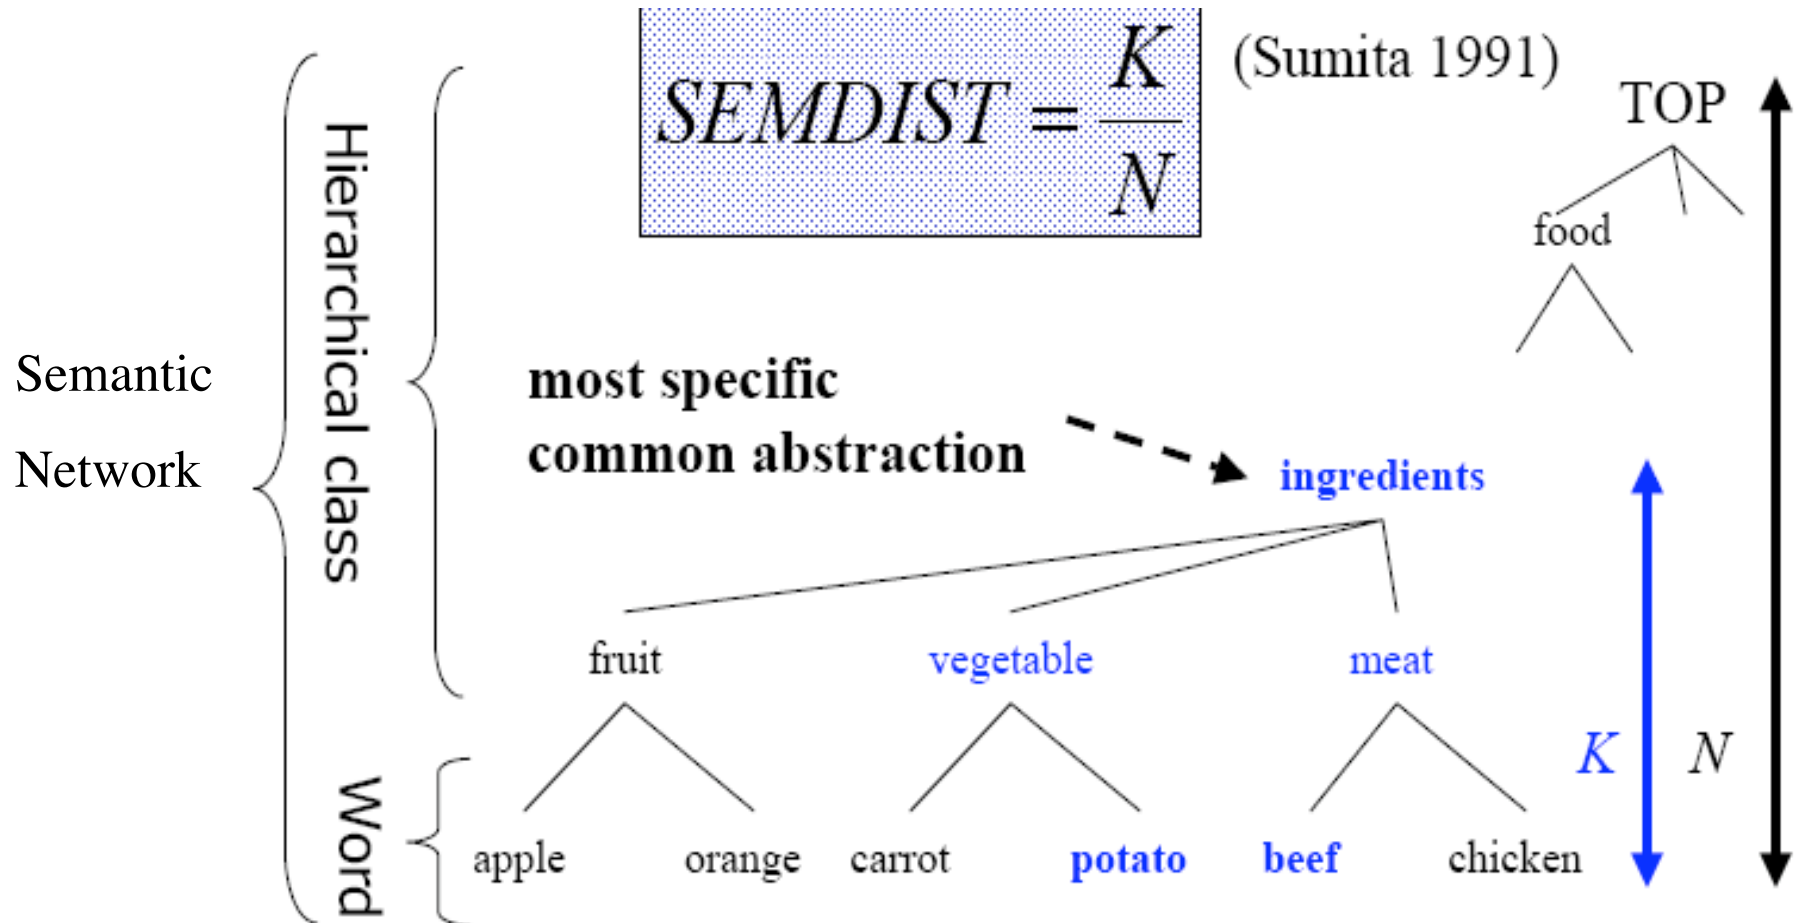 SEMDIST = K/N
(Sumita 1991)
TOP
food
Semantic
Network
Hierarchical class
most specific
common abstraction
ingredients
fruit vegetable meat
K N
Word
apple orange carrot potato beef chicken